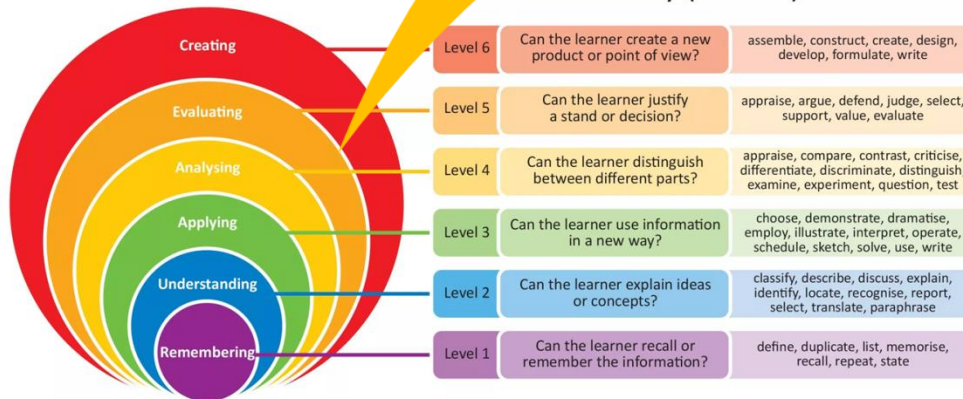 Creating
Level 6
Can the learner create a new
product or point of view?
assemble, construct, create, design,
develop, formulate, write
Evaluating
Level 5
Can the learner justify
a stand or decision?
appraise, argue, defend, judge, select,
support, value, evaluate
Analysing
Level 4
Can the learner distinguish
between different parts?
appraise, compare, contrast, criticise,
differentiate, discriminate, distinguish,
examine, experiment, question, test
Applying
Level 3
Can the learner use information
in a new way?
choose, demonstrate, dramatise,
employ, illustrate, interpret, operate,
schedule, sketch, solve, use, write
Understanding
Level 2
Can the learner explain ideas
or concepts?
classify, describe, discuss, explain,
identify, locate, recognise, report,
select, translate, paraphrase
Remembering
Level 1
Can the learner recall or
remember the information?
define, duplicate, list, memorise,
recall, repeat, state